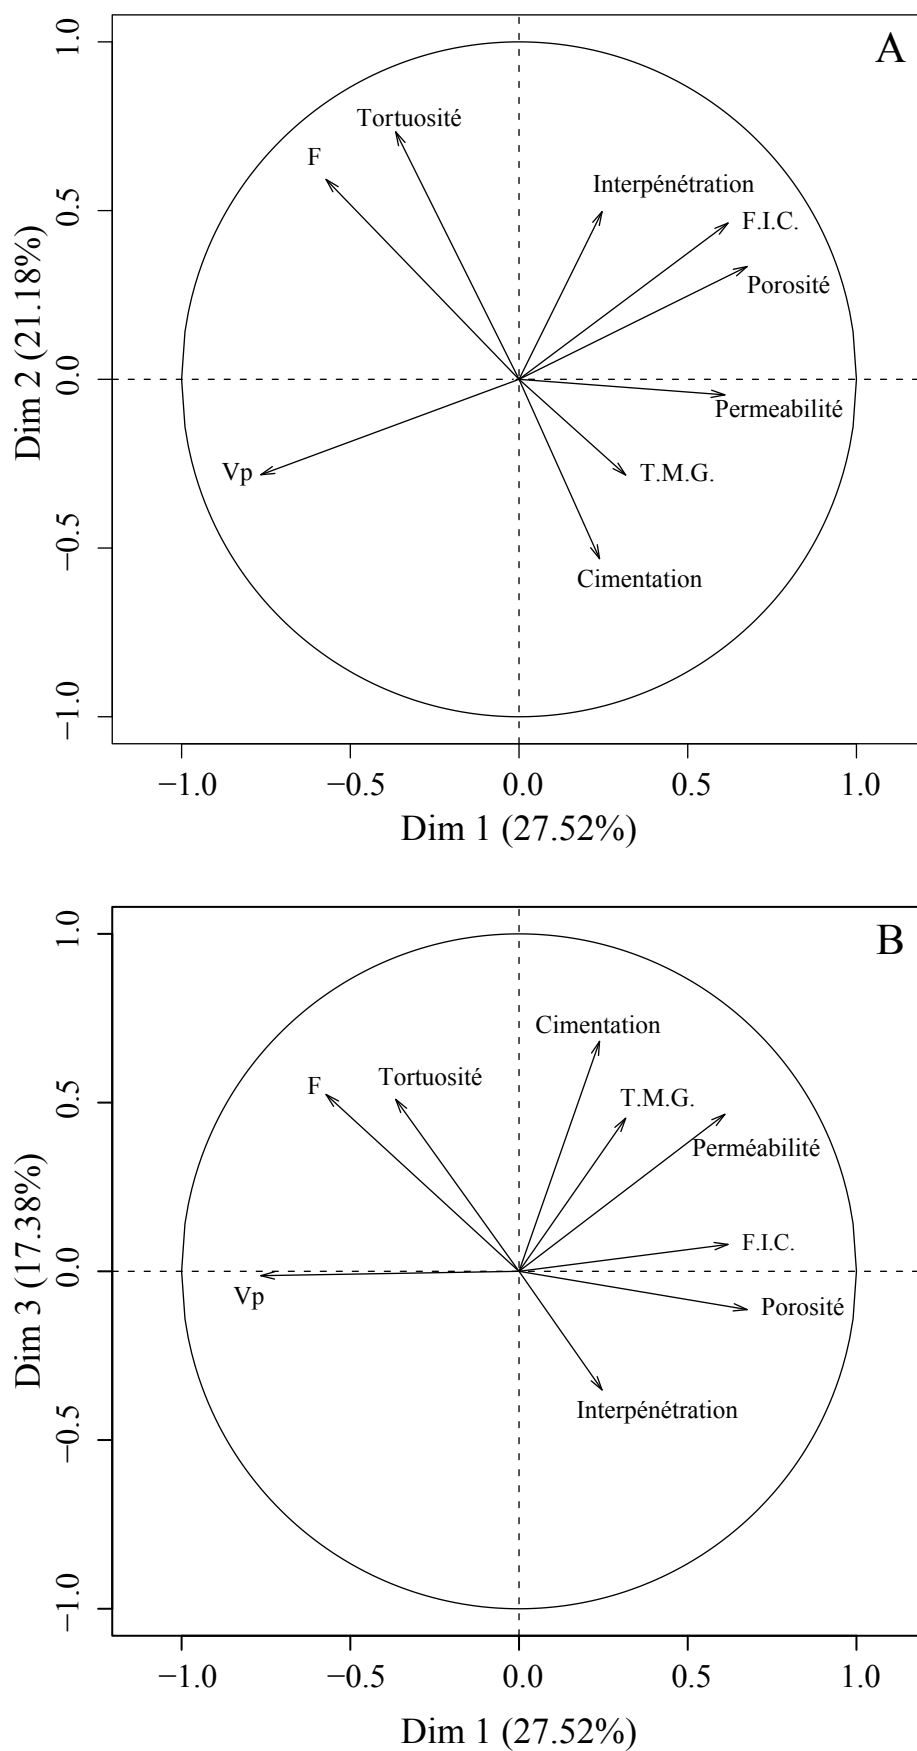 A
1.0
0.5
0.0
−0.5
−1.0
Dim 2 (21.18%)
Tortuosité
F
Interpénétration
F.I.C.
Porosité
Permeabilité
Vp
T.M.G.
Cimentation
−1.0 −0.5 0.0 0.5 1.0
Dim 1 (27.52%)
B
1.0
0.5
0.0
−0.5
−1.0
Dim 3 (17.38%)
Cimentation
Tortuosité
F
T.M.G.
Perméabilité
F.I.C.
Vp
Porosité
Interpénétration
−1.0 −0.5 0.0 0.5 1.0
Dim 1 (27.52%)